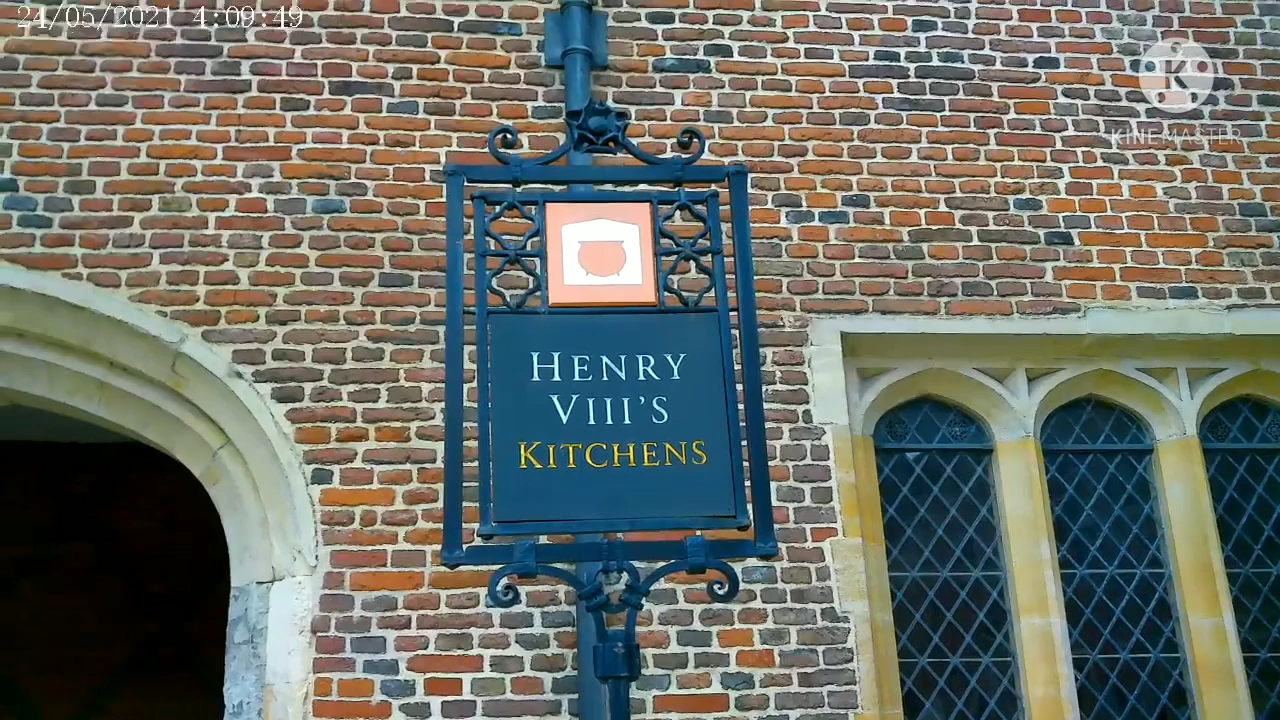 24/05/2021 4:09:49
K
KINEMASTER
HENRY
VIII'S
KITCHENS